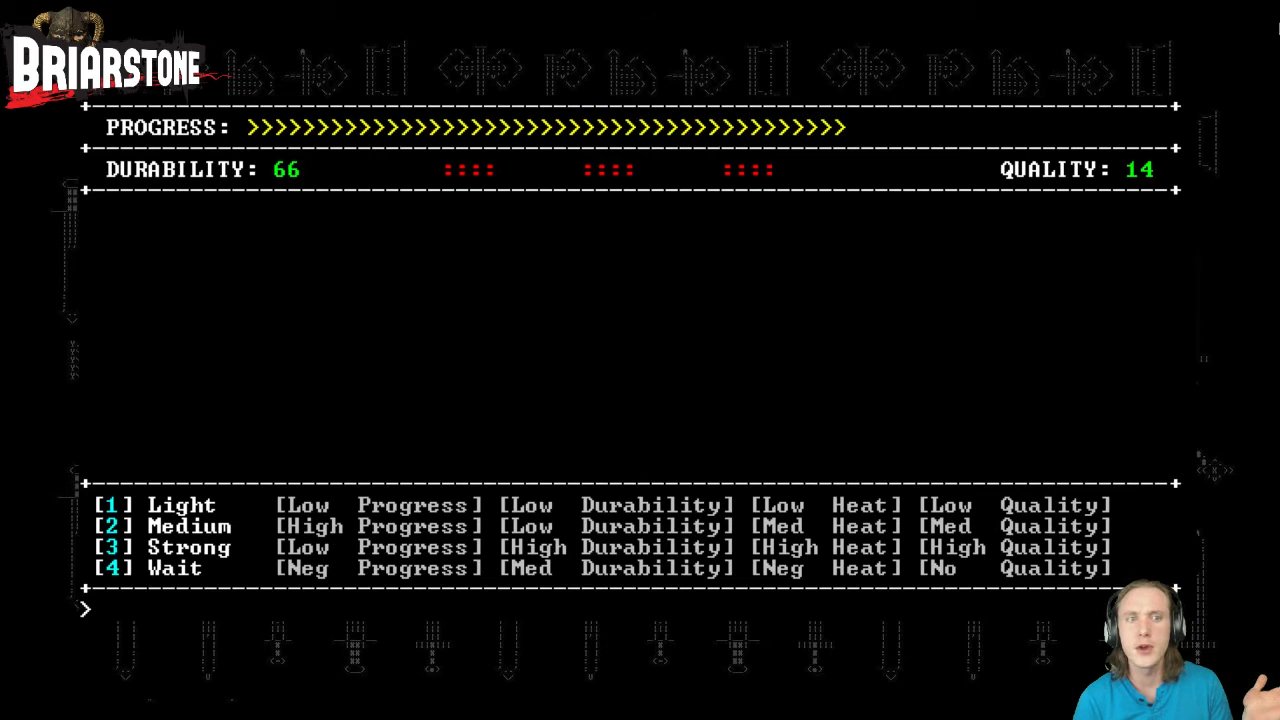 BRIARSTONE
PROGRESS: >>>>>>>>>>>>>>>>>>>>>>>>>>>>>>>>>>>>>>>>>>>
DURABILITY: 66 :::: :::: :::: QUALITY: 14
[1] Light [Low Progress] [Low Durability] [Low Heat] [Low Quality]
[2] Medium [High Progress] [Low Durability] [Med Heat] [Med Quality]
[3] Strong [Low Progress] [High Durability] [High Heat] [High Quality]
[4] Wait [Neg Progress] [Med Durability] [Neg Heat] [No Quality]
>